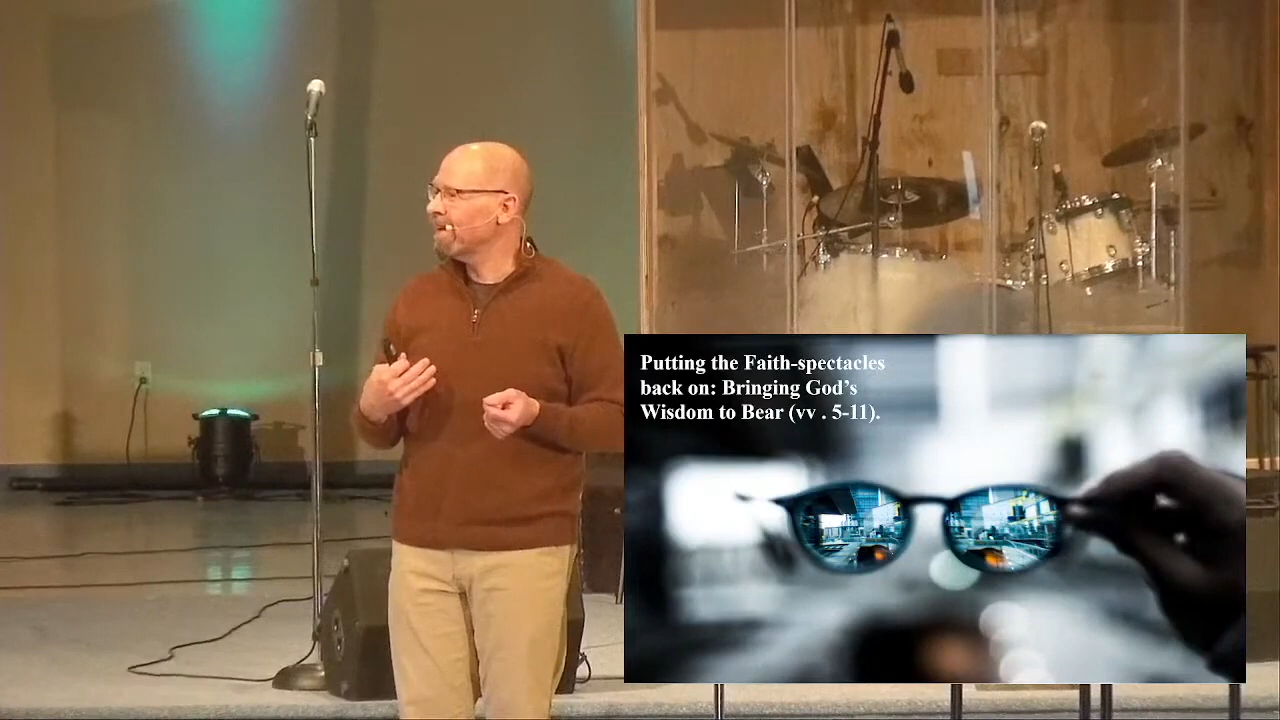 Putting the Faith-spectacles
back on: Bringing God’s
Wisdom to Bear (vv . 5-11).